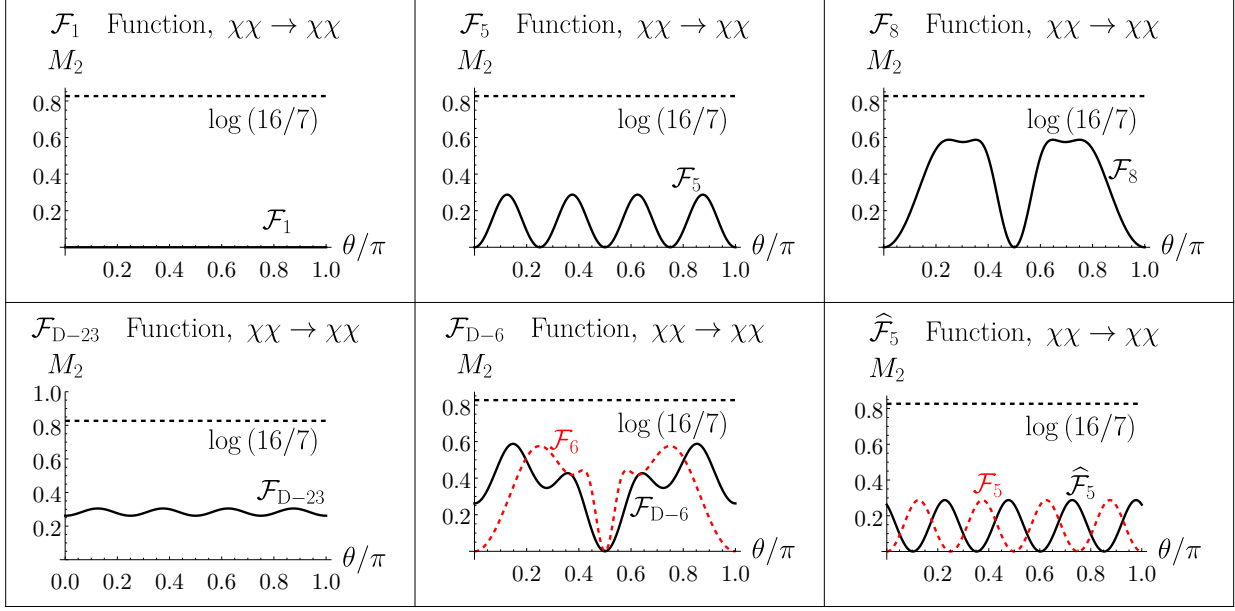 ℱ₁ Function, χχ → χχ
M₂
0.8
log (16/7)
0.6
0.4
ℱ₁
0.2
θ/π
0.2 0.4 0.6 0.8 1.0
ℱ₅ Function, χχ → χχ
M₂
0.8
log (16/7)
0.6
0.4
ℱ₅
0.2
θ/π
0.2 0.4 0.6 0.8 1.0
ℱ₈ Function, χχ → χχ
M₂
0.8
log (16/7)
0.6
0.4
ℱ₈
0.2
θ/π
0.2 0.4 0.6 0.8 1.0
ℱ_D−23 Function, χχ → χχ
M₂
1.0
0.8
log (16/7)
0.6
0.4
ℱ_D−23
0.2
θ/π
0.0 0.2 0.4 0.6 0.8 1.0
ℱ_D−6 Function, χχ → χχ
M₂
0.8
log (16/7)
0.6
ℱ₆
0.4
ℱ_D−6
0.2
θ/π
0.2 0.4 0.6 0.8 1.0
ℱ̂₅ Function, χχ → χχ
M₂
0.8
log (16/7)
0.6
0.4
ℱ₅ ℱ̂₅
0.2
θ/π
0.2 0.4 0.6 0.8 1.0